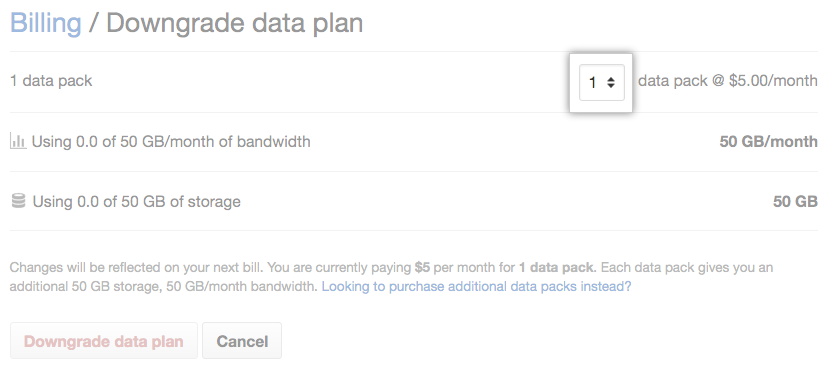 Billing / Downgrade data plan
1 data pack 1 data pack @ $5.00/month
Using 0.0 of 50 GB/month of bandwidth 50 GB/month
Using 0.0 of 50 GB of storage 50 GB
Changes will be reflected on your next bill. You are currently paying $5 per month for 1 data pack. Each data pack gives you an
additional 50 GB storage, 50 GB/month bandwidth. Looking to purchase additional data packs instead?
Downgrade data plan Cancel